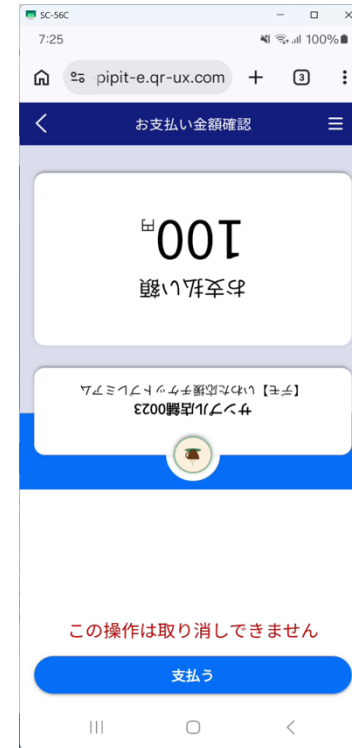 SC-56C
7:25
100%
pipit-e.qr-ux.com
3
お支払い金額確認
お支払い額
100円
サンプル店舗0023
【デモ】いわた応援チケットプレミアム
この操作は取り消しできません
支払う